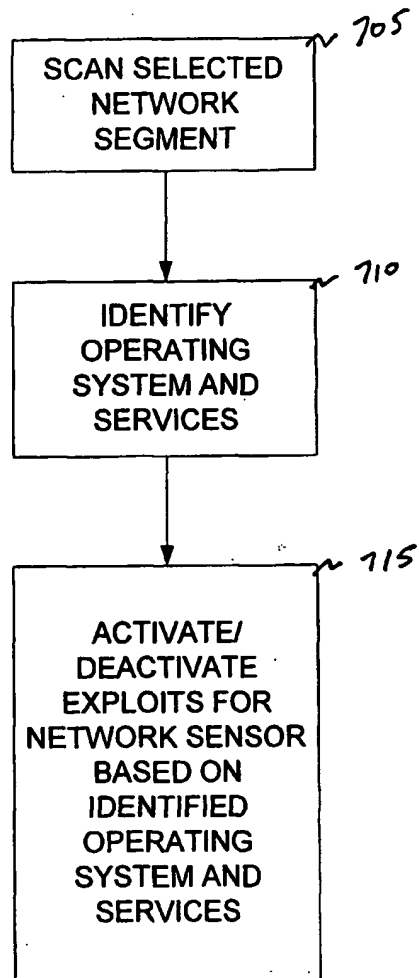 705
SCAN SELECTED
NETWORK
SEGMENT
710
IDENTIFY
OPERATING
SYSTEM AND
SERVICES
715
ACTIVATE/
DEACTIVATE
EXPLOITS FOR
NETWORK SENSOR
BASED ON
IDENTIFIED
OPERATING
SYSTEM AND
SERVICES